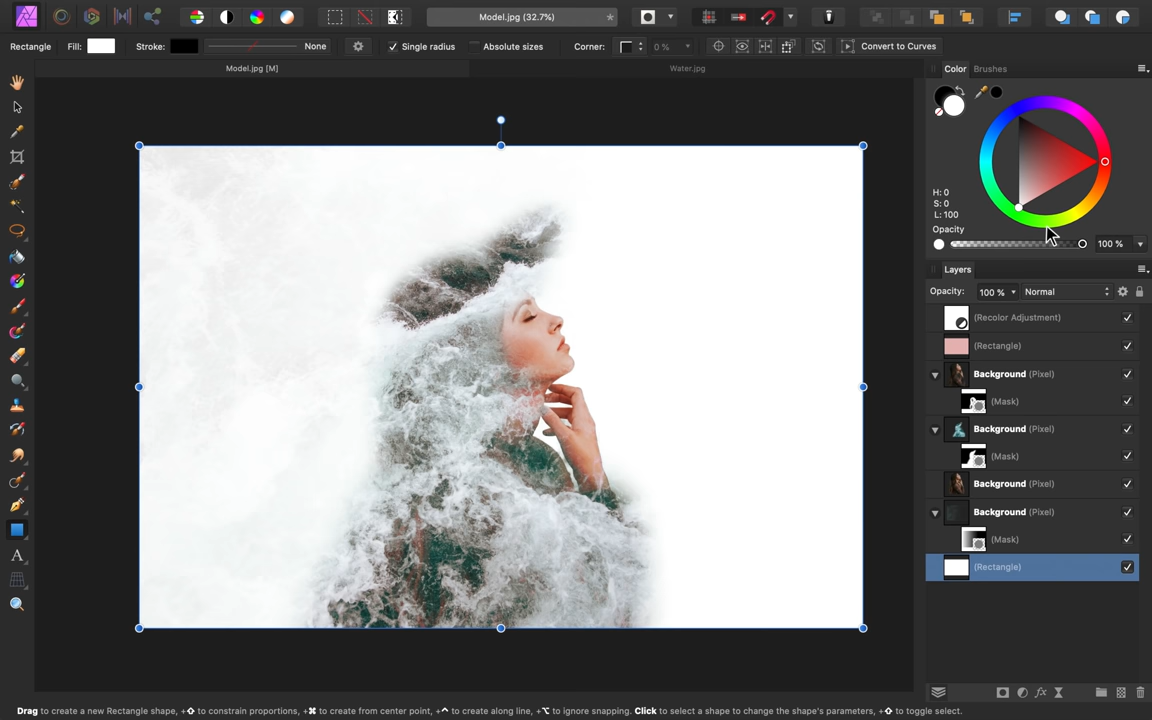 Model.jpg (32.7%)
*
Rectangle Fill: Stroke: None Single radius Absolute sizes Corner: 0 % Convert to Curves
Model.jpg [M] Water.jpg
Color Brushes
H: 0
S: 0
L: 100
Opacity
100 %
Layers
Opacity: 100 % Normal
(Recolor Adjustment)
(Rectangle)
Background (Pixel)
(Mask)
Background (Pixel)
(Mask)
Background (Pixel)
Background (Pixel)
(Mask)
(Rectangle)
A
fx
Drag to create a new Rectangle shape, +⇧ to constrain proportions, +⌘ to create from center point, +⌃ to create along line, +⌥ to ignore snapping. Click to select a shape to change the shape's parameters, +⇧ to toggle select.